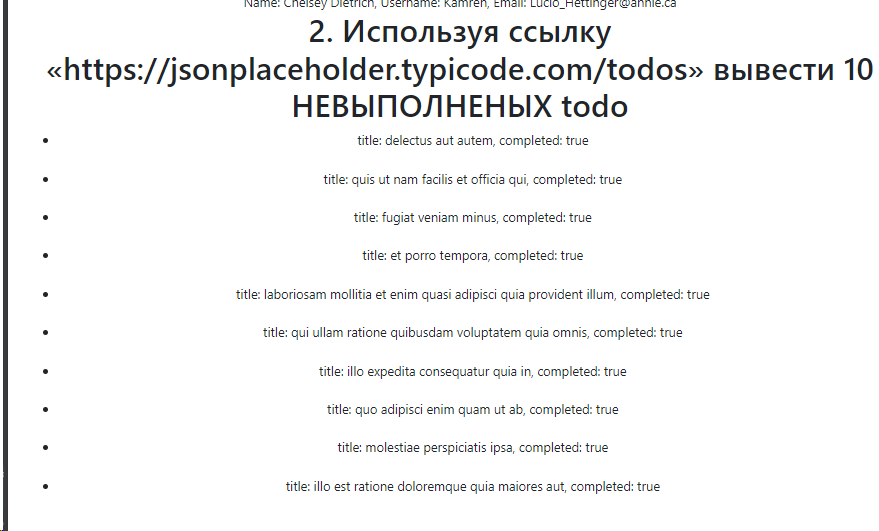 Name: Chelsey Dietrich, Username: Kamren, Email: Lucio_Hettinger@annie.ca
2. Используя ссылку
«https://jsonplaceholder.typicode.com/todos» вывести 10
НЕВЫПОЛНЕНЫХ todo
• title: delectus aut autem, completed: true
• title: quis ut nam facilis et officia qui, completed: true
• title: fugiat veniam minus, completed: true
• title: et porro tempora, completed: true
• title: laboriosam mollitia et enim quasi adipisci quia provident illum, completed: true
• title: qui ullam ratione quibusdam voluptatem quia omnis, completed: true
• title: illo expedita consequatur quia in, completed: true
• title: quo adipisci enim quam ut ab, completed: true
• title: molestiae perspiciatis ipsa, completed: true
• title: illo est ratione doloremque quia maiores aut, completed: true